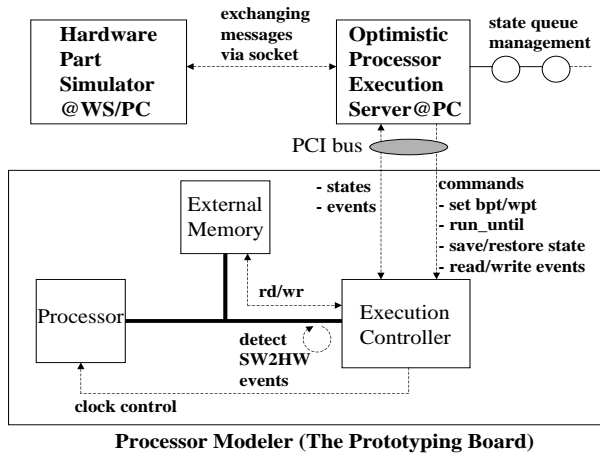 Hardware
Part
Simulator
@WS/PC
exchanging
messages
via socket
Optimistic
Processor
Execution
Server@PC
state queue
management
PCI bus
- states
- events
commands
- set bpt/wpt
- run_until
- save/restore state
- read/write events
External
Memory
rd/wr
Processor
Execution
Controller
detect
SW2HW
events
clock control
Processor Modeler (The Prototyping Board)